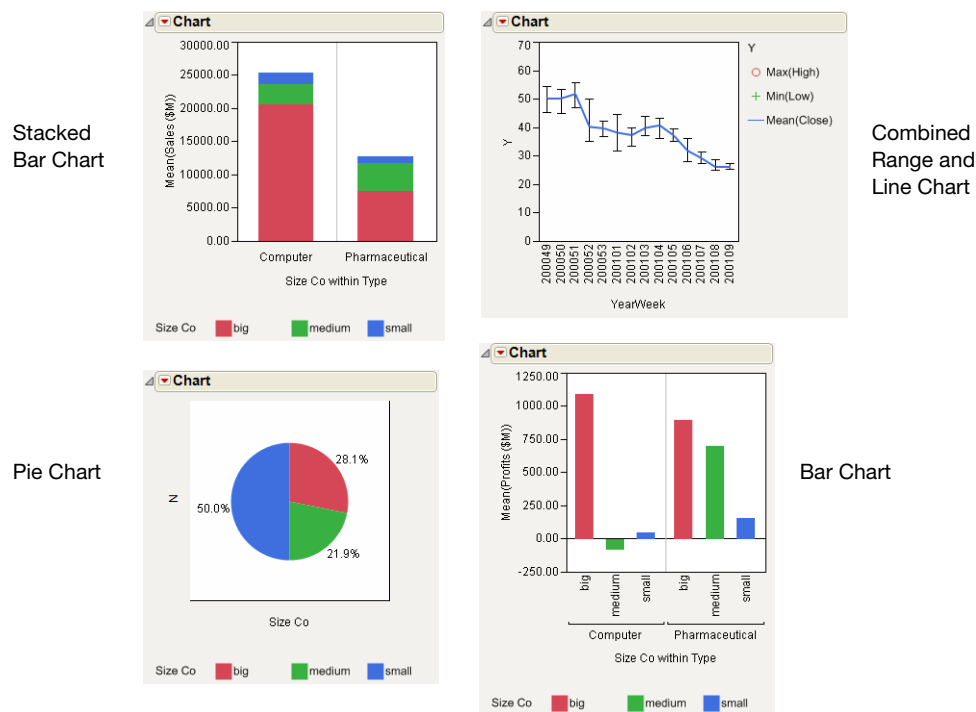 Stacked
Bar Chart
Chart
30000.00
25000.00
20000.00
15000.00
10000.00
5000.00
0.00
Mean(Sales ($M))
Computer Pharmaceutical
Size Co within Type
Size Co big medium small
Chart
70
60
50
40
30
20
10
0
Y
200049 200050 200051 200052 200053 200101 200102 200103 200104 200105 200106 200107 200108 200109
YearWeek
Y
Max(High)
Min(Low)
Mean(Close)
Combined
Range and
Line Chart
Pie Chart
Chart
N
28.1%
50.0%
21.9%
Size Co
Size Co big medium small
Chart
1250.00
1000.00
750.00
500.00
250.00
0.00
-250.00
Mean(Profits ($M))
big medium small big medium small
Computer Pharmaceutical
Size Co within Type
Size Co big medium small
Bar Chart